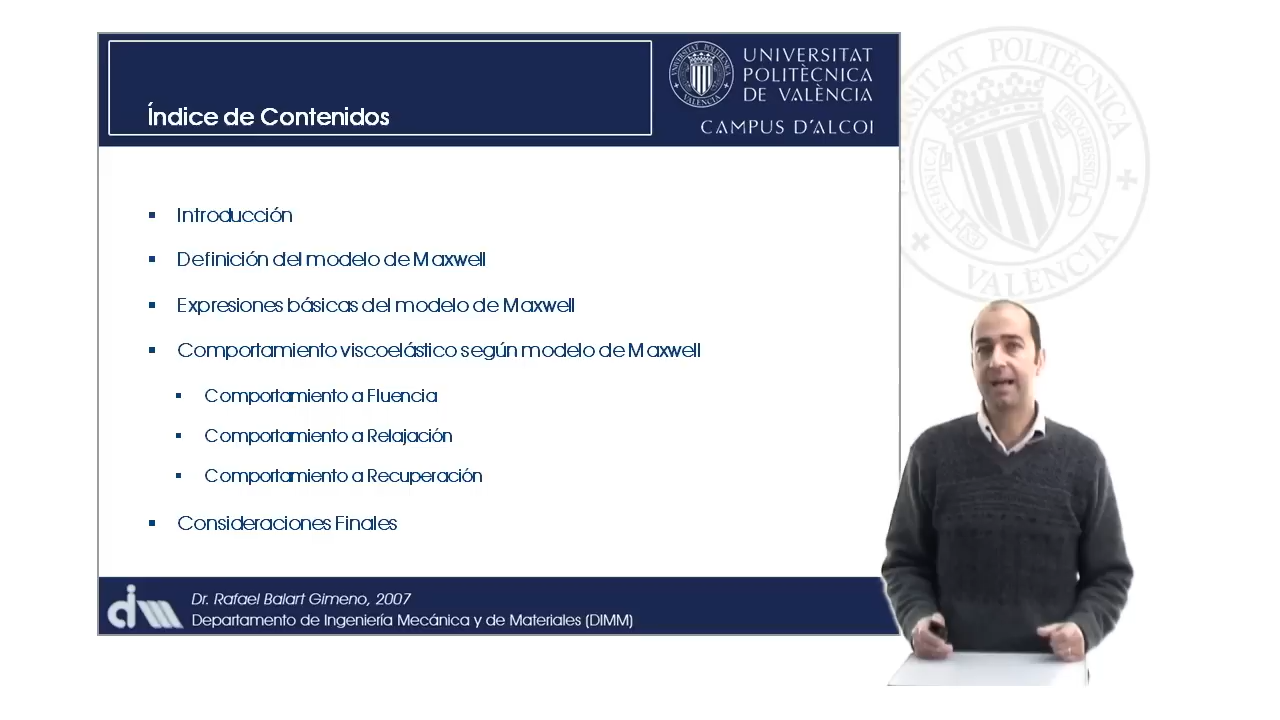 Índice de Contenidos
UNIVERSITAT
POLITÈCNICA
DE VALÈNCIA
CAMPUS D'ALCOI
Introducción
Definición del modelo de Maxwell
Expresiones básicas del modelo de Maxwell
Comportamiento viscoelástico según modelo de Maxwell
Comportamiento a Fluencia
Comportamiento a Relajación
Comportamiento a Recuperación
Consideraciones Finales
dim
Dr. Rafael Balart Gimeno, 2007
Departamento de Ingeniería Mecánica y de Materiales (DIMM)